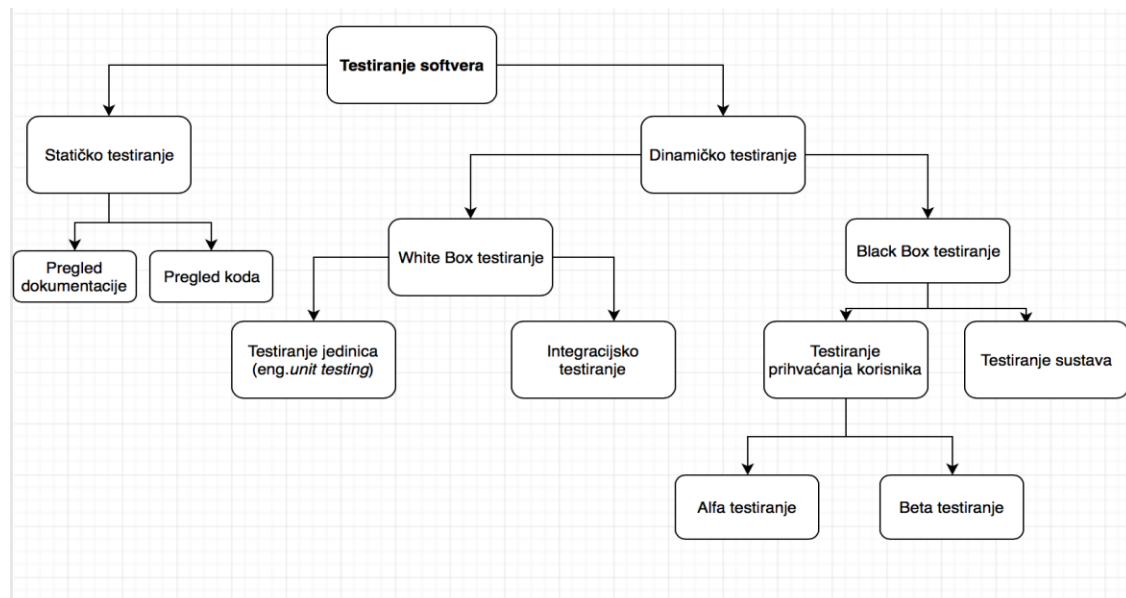 Testiranje softvera
Statičko testiranje
Dinamičko testiranje
White Box testiranje
Black Box testiranje
Pregled
dokumentacije
Pregled koda
Testiranje jedinica
(eng.unit testing)
Integracijsko
testiranje
Testiranje
prihvaćanja korisnika
Testiranje sustava
Alfa testiranje
Beta testiranje